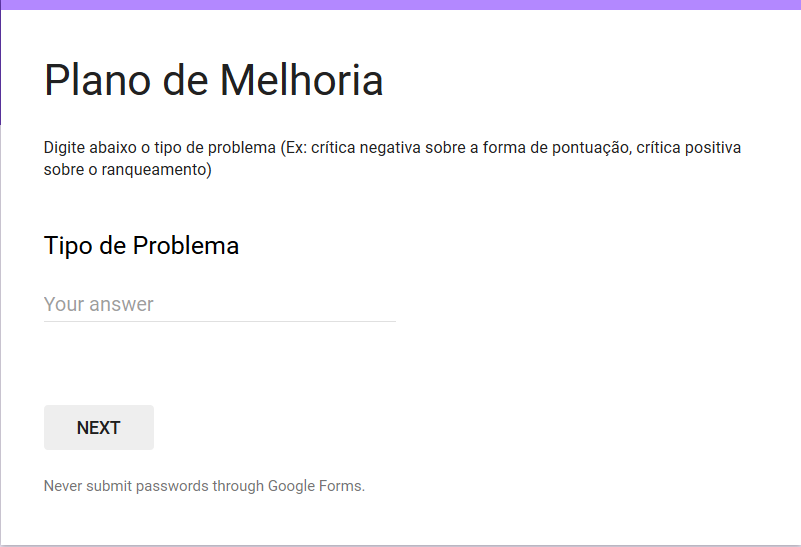 Plano de Melhoria
Digite abaixo o tipo de problema (Ex: crítica negativa sobre a forma de pontuação, crítica positiva
sobre o ranqueamento)
Tipo de Problema
Your answer
NEXT
Never submit passwords through Google Forms.